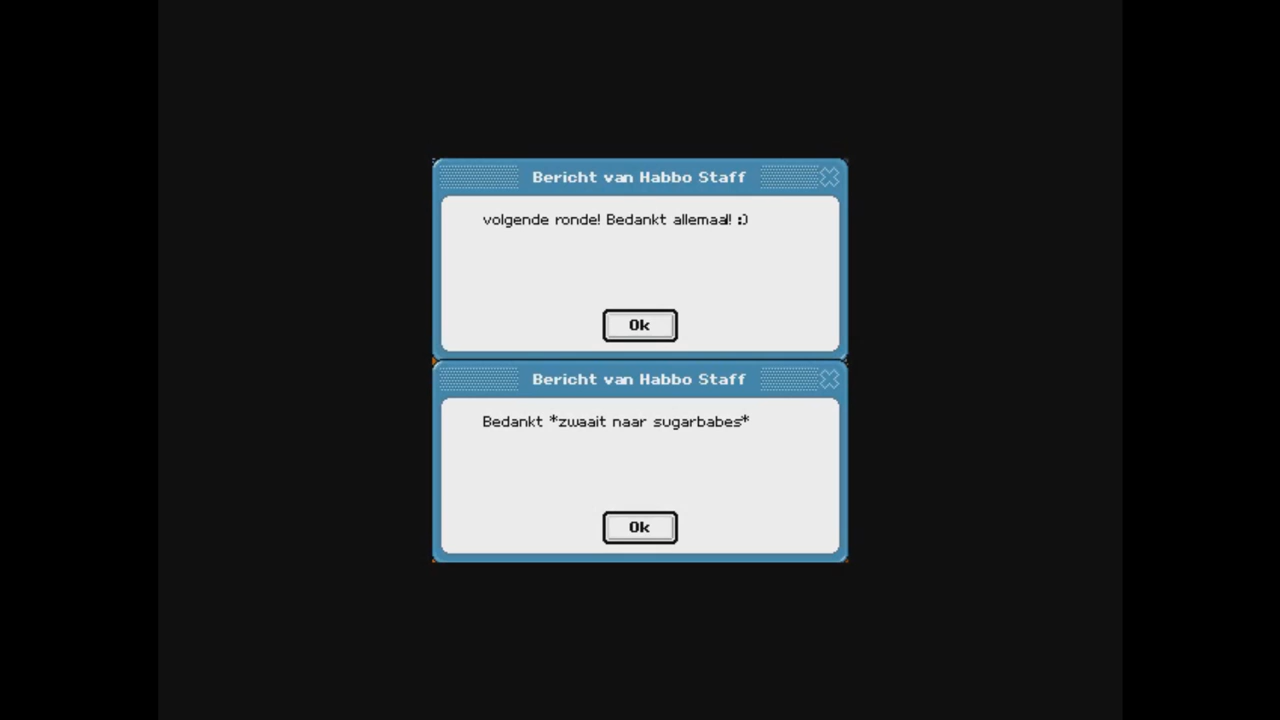 Bericht van Habbo Staff
volgende ronde! Bedankt allemaal! :)
Ok
Bericht van Habbo Staff
Bedankt *zwaait naar sugarbabes*
Ok